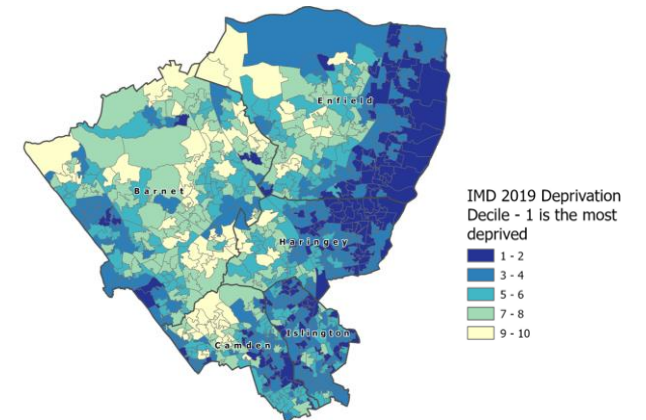 Enfield
Barnet
Haringey
Islington
Camden
IMD 2019 Deprivation
Decile - 1 is the most
deprived
1 - 2
3 - 4
5 - 6
7 - 8
9 - 10